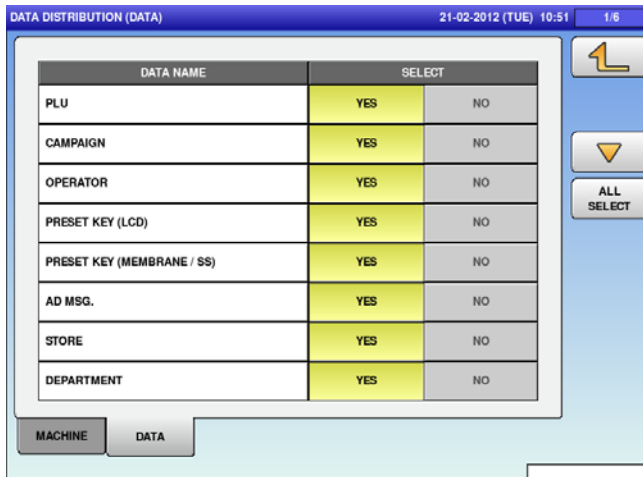 DATA DISTRIBUTION (DATA) 21-02-2012 (TUE) 10:51 1/6
DATA NAME SELECT
PLU YES NO
CAMPAIGN YES NO
OPERATOR YES NO
ALL
SELECT
PRESET KEY (LCD) YES NO
PRESET KEY (MEMBRANE / SS) YES NO
AD MSG. YES NO
STORE YES NO
DEPARTMENT YES NO
MACHINE DATA